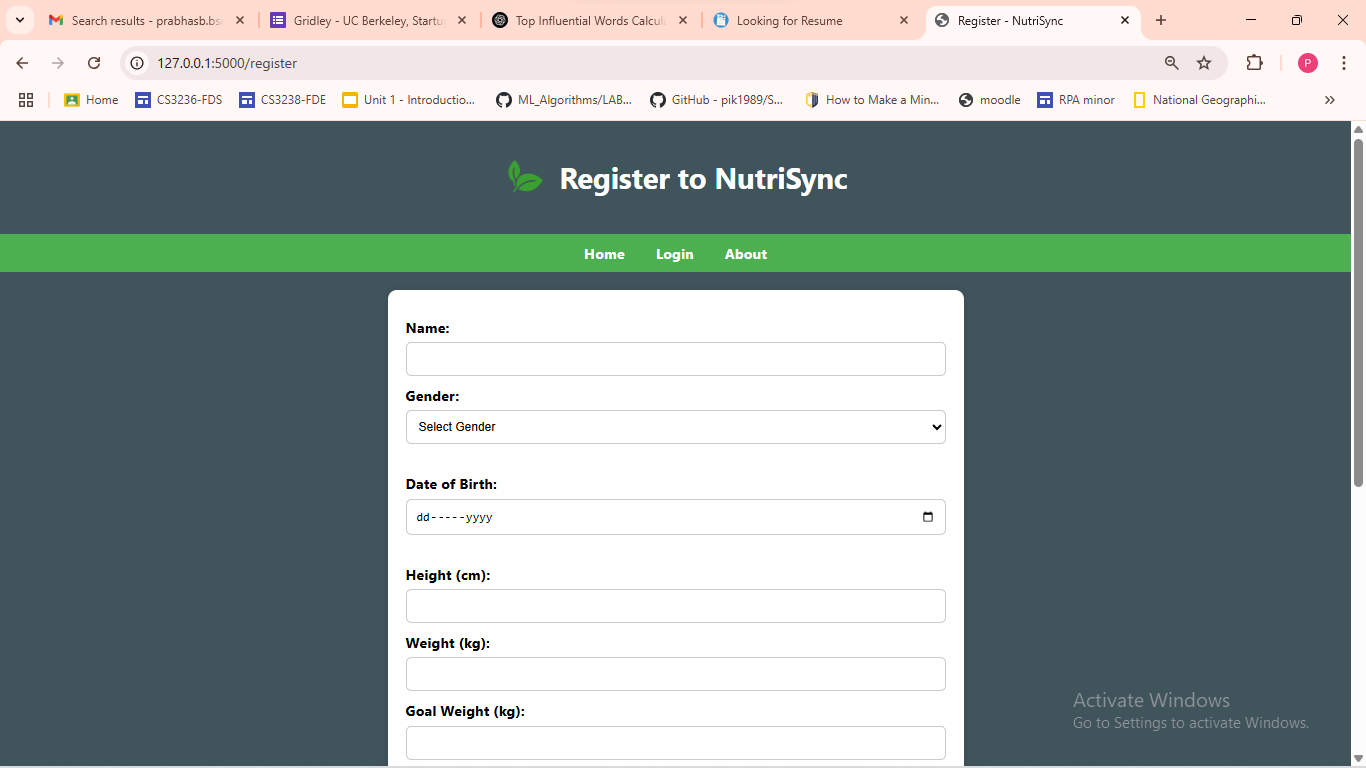 Search results - prabhasb.bs
Gridley - UC Berkeley, Startu
Top Influential Words Calcul
Looking for Resume
Register - NutriSync
127.0.0.1:5000/register
P
Home
CS3236-FDS
CS3238-FDE
Unit 1 - Introductio...
ML_Algorithms/LAB...
GitHub - pik1989/S...
How to Make a Min...
moodle
RPA minor
National Geographi...
Register to NutriSync
Home Login About
Name:
Gender:
Select Gender
Date of Birth:
dd-----yyyy
Height (cm):
Weight (kg):
Goal Weight (kg):
Activate Windows
Go to Settings to activate Windows.